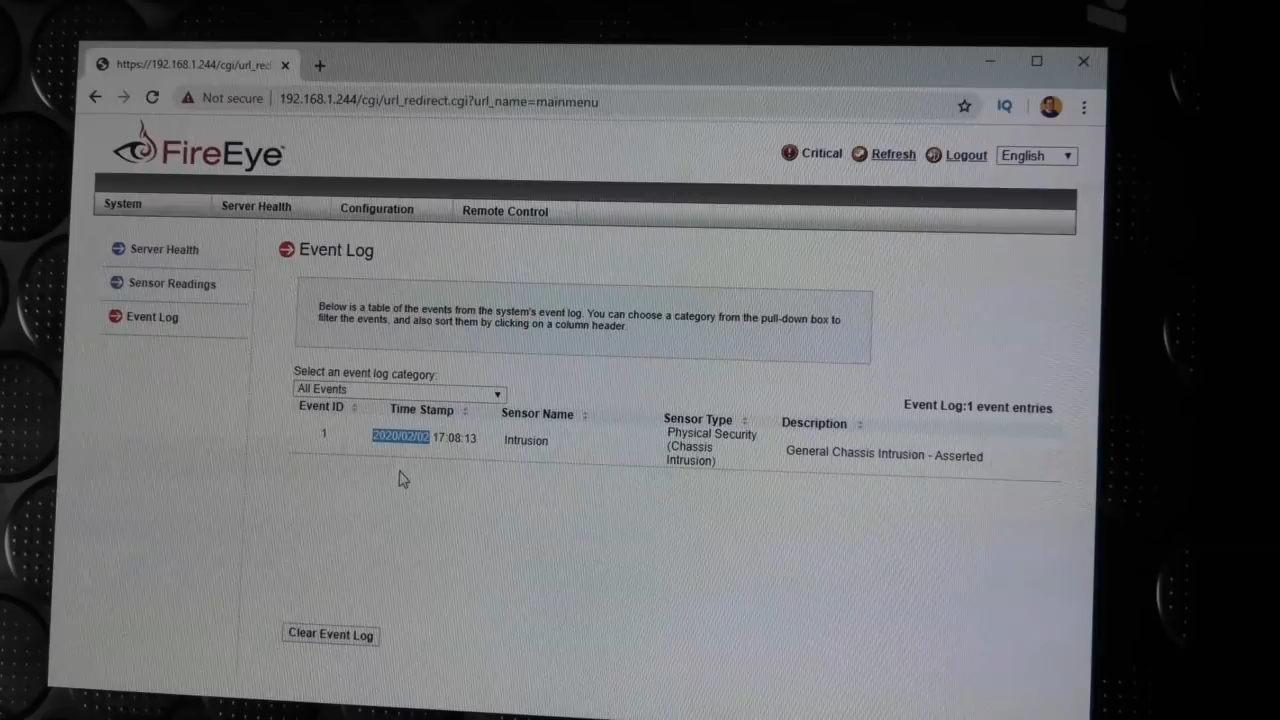 https://192.168.1.244/cgi/url_rec
Not secure 192.168.1.244/cgi/url_redirect.cgi?url_name=mainmenu IQ
FireEye
Critical Refresh Logout English
System Server Health Configuration Remote Control
Server Health
Sensor Readings
Event Log
Event Log
Below is a table of the events from the system's event log. You can choose a category from the pull-down box to
filter the events, and also sort them by clicking on a column header.
Select an event log category:
All Events
Event Log:1 event entries
Event ID Time Stamp Sensor Name Sensor Type Description
1 2020/02/02 17:08:13 Intrusion Physical Security
(Chassis
Intrusion) General Chassis Intrusion - Asserted
Clear Event Log